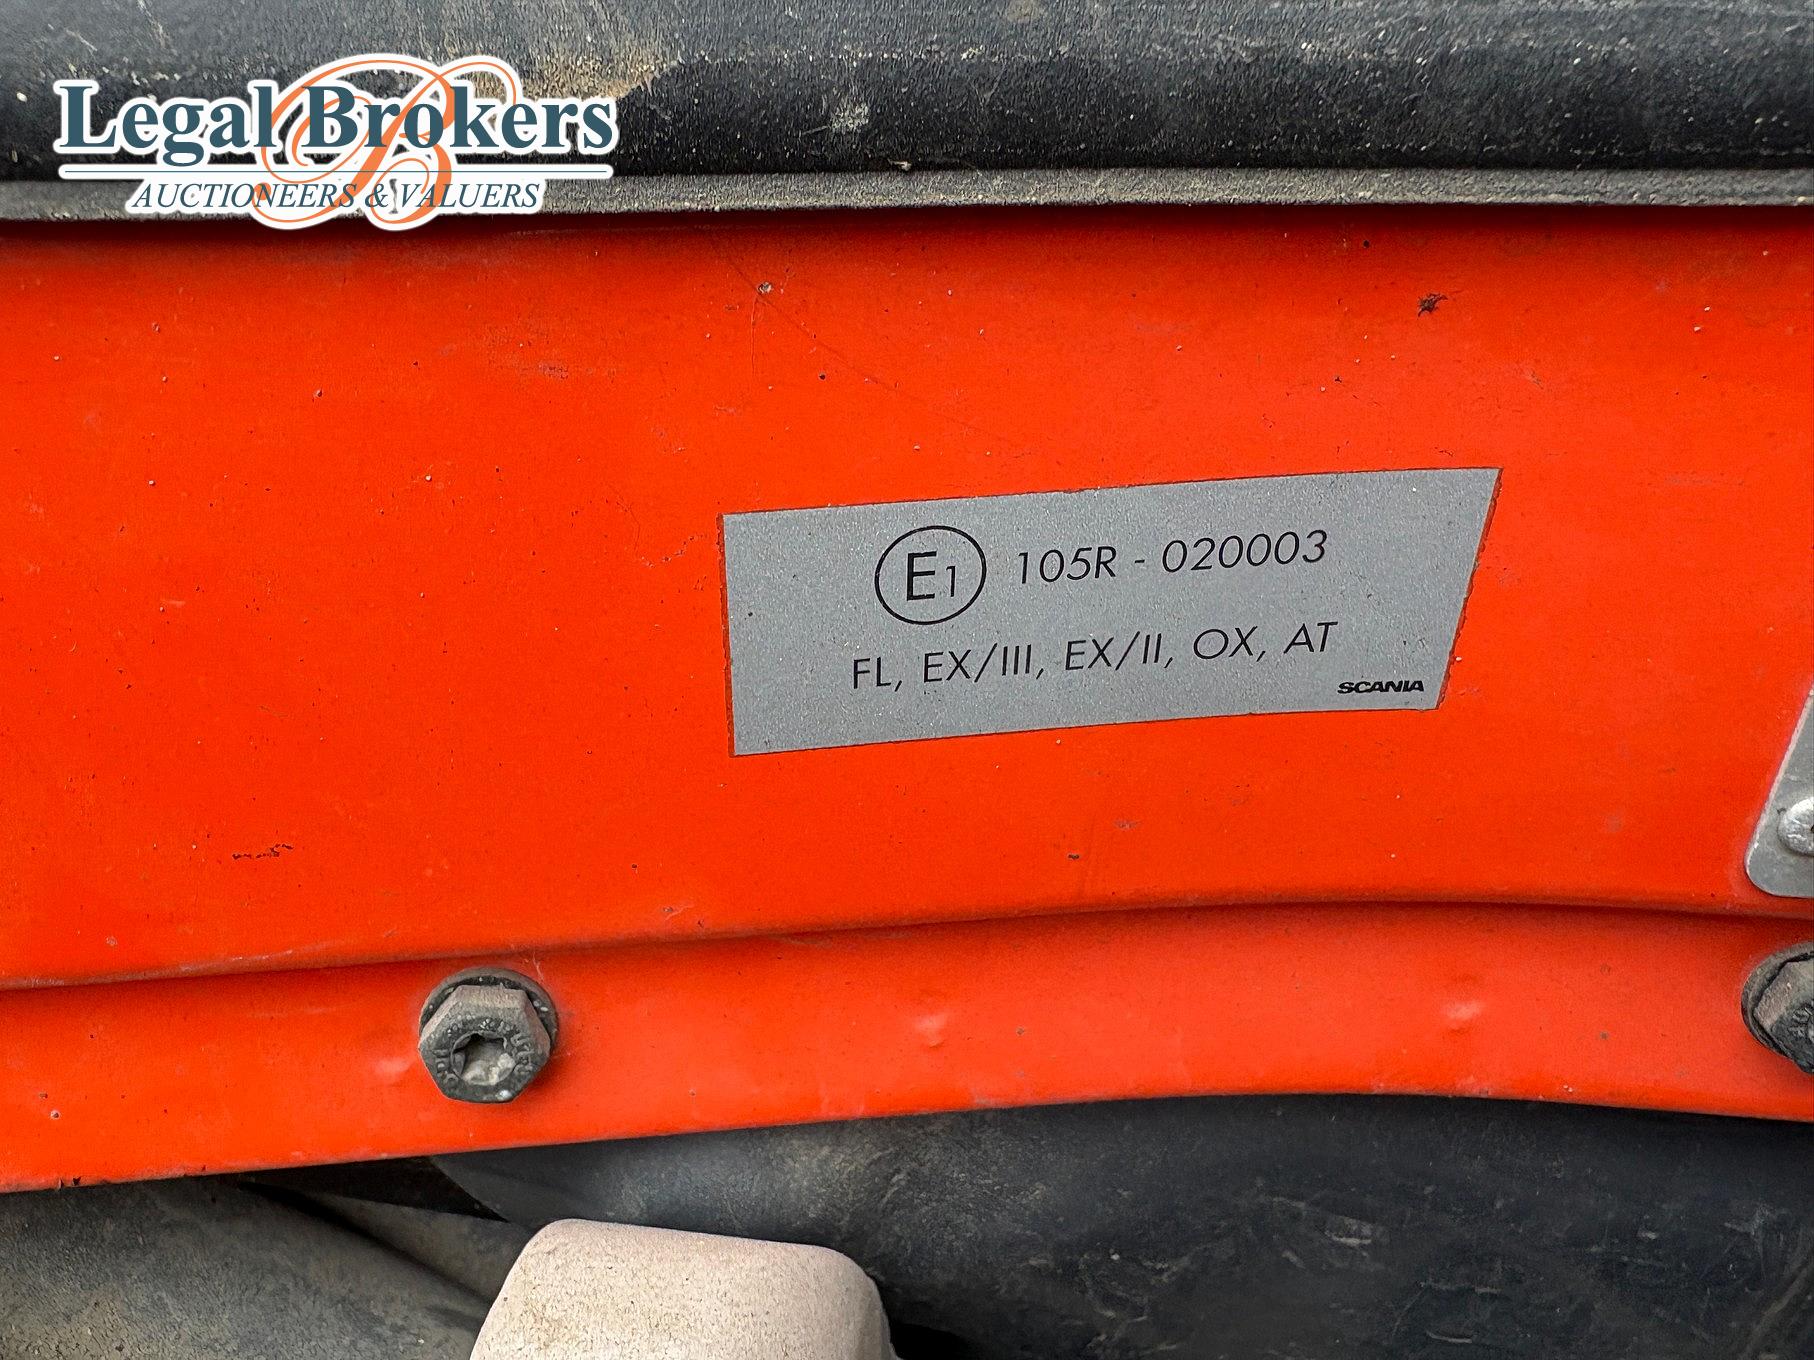 Legal Brokers
AUCTIONEERS & VALUERS
E1 105R - 020003
FL, EX/III, EX/II, OX, AT
SCANIA